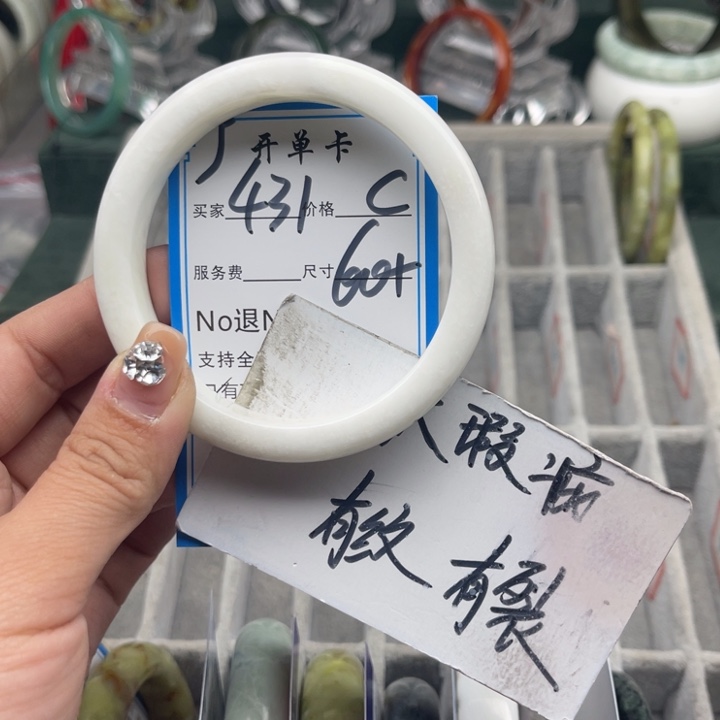 开单卡
买家 431 价格 C
服务费 尺寸 60+
No退
支持全
有
瑕疵
有纹 有裂